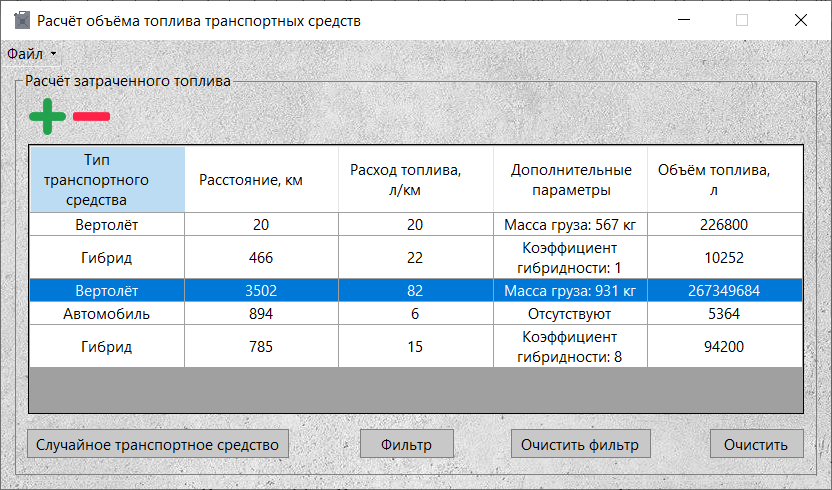 Расчёт объёма топлива транспортных средств
Файл
Расчёт затраченного топлива
Тип
транспортного
средства
Расстояние, км
Расход топлива,
л/км
Дополнительные
параметры
Объём топлива,
л
Вертолёт
20
20
Масса груза: 567 кг
226800
Гибрид
466
22
Коэффициент
гибридности: 1
10252
Вертолёт
3502
82
Масса груза: 931 кг
267349684
Автомобиль
894
6
Отсутствуют
5364
Гибрид
785
15
Коэффициент
гибридности: 8
94200
Случайное транспортное средство
Фильтр
Очистить фильтр
Очистить